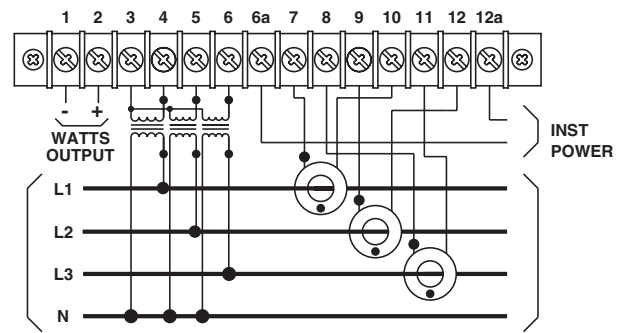 1 2 3 4 5 6 6a 7 8 9 10 11 12 12a
- +
WATTS
OUTPUT
INST
POWER
L1
L2
L3
N